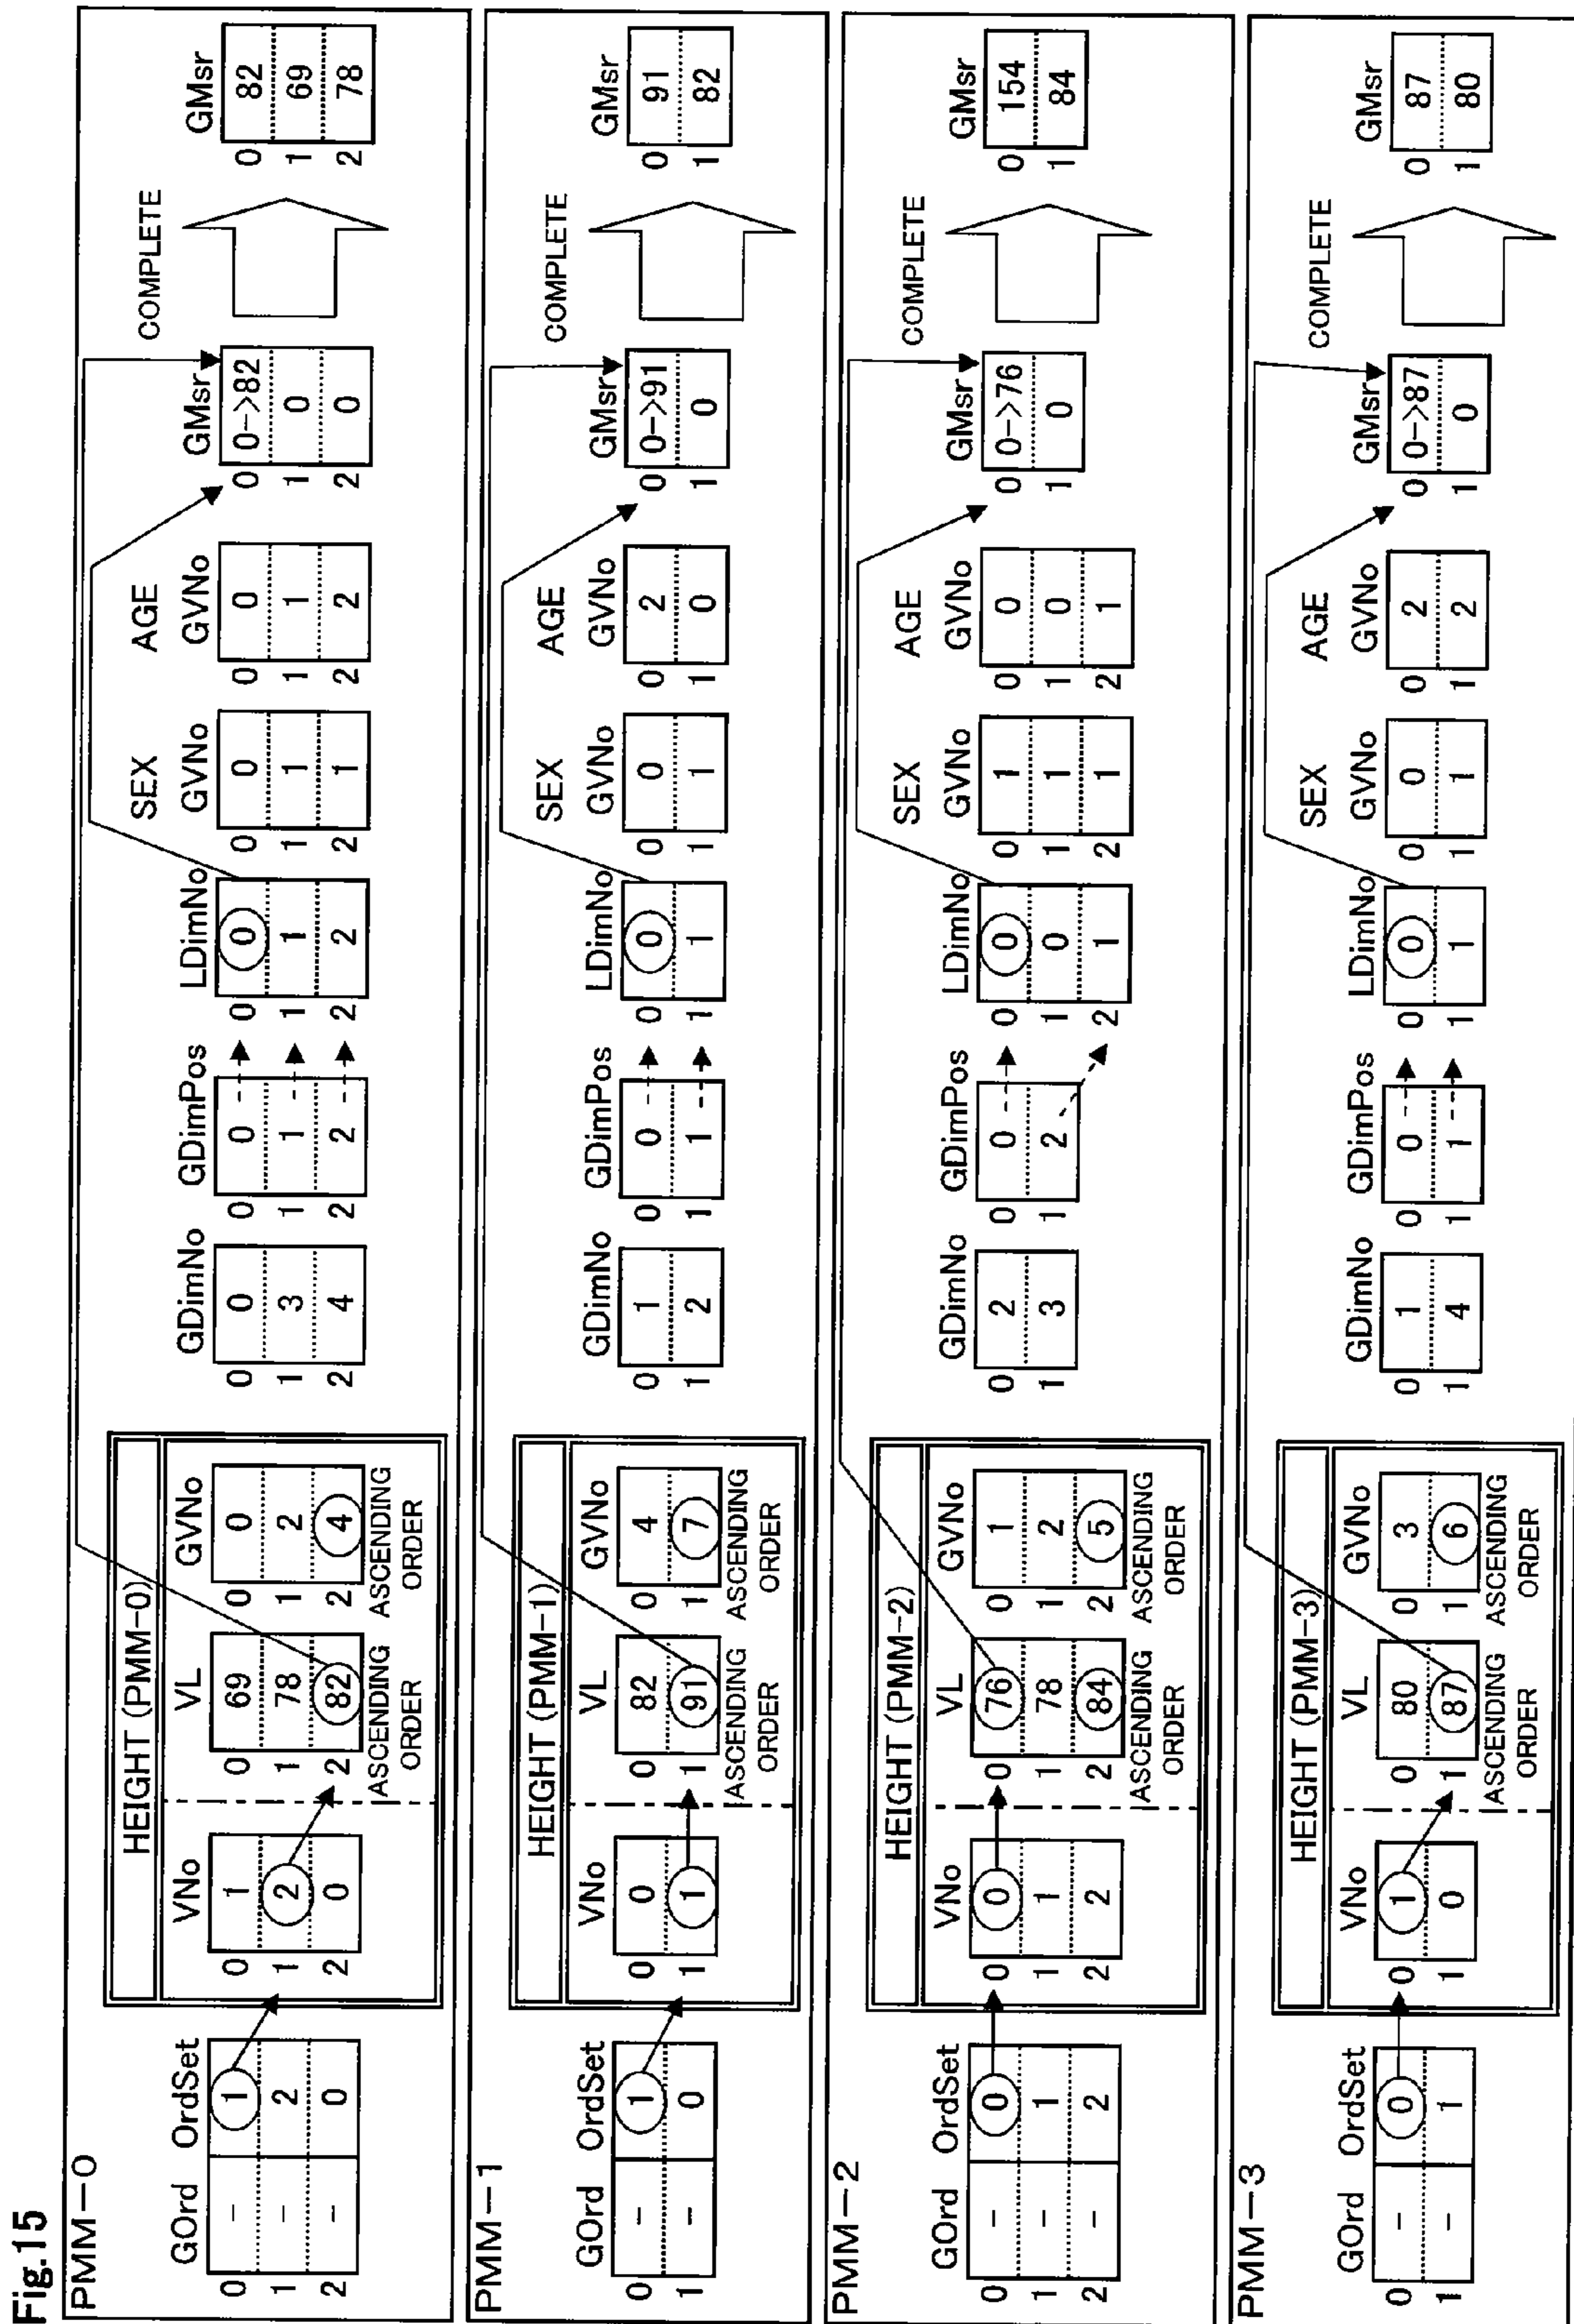 Fig.15
PMM-0
GOrd OrdSet
0 - 1
1 - 2
2 - 0
HEIGHT (PMM-0)
VNo
0 1
1 2
2 0
VL
0 69
1 78
2 82
ASCENDING
ORDER
GVNo
0 0
1 2
2 4
ASCENDING
ORDER
GDimNo
0 0
1 3
2 4
GDimPos
0 0
1 1
2 2
LDimNo
0 0
1 1
2 2
SEX
GVNo
0 0
1 1
2 1
AGE
GVNo
0 0
1 1
2 2
GMsr
0 0->82
1 0
2 0
COMPLETE
GMsr
0 82
1 69
2 78
PMM-1
GOrd OrdSet
0 - 1
1 - 0
HEIGHT (PMM-1)
VNo
0 0
1 1
VL
0 82
1 91
ASCENDING
ORDER
GVNo
0 4
1 7
ASCENDING
ORDER
GDimNo
0 1
1 2
GDimPos
0 0
1 1
LDimNo
0 0
1 1
SEX
GVNo
0 0
1 1
AGE
GVNo
0 2
1 0
GMsr
0 0->91
1 0
COMPLETE
GMsr
0 91
1 82
PMM-2
GOrd OrdSet
0 - 0
1 - 1
2 - 2
HEIGHT (PMM-2)
VNo
0 0
1 1
2 2
VL
0 76
1 78
2 84
ASCENDING
ORDER
GVNo
0 1
1 2
2 5
ASCENDING
ORDER
GDimNo
0 2
1 3
GDimPos
0 0
1 2
LDimNo
0 0
1 0
2 1
SEX
GVNo
0 1
1 1
2 1
AGE
GVNo
0 0
1 0
2 1
GMsr
0 0->76
1 0
COMPLETE
GMsr
0 154
1 84
PMM-3
GOrd OrdSet
0 - 0
1 - 1
HEIGHT (PMM-3)
VNo
0 1
1 0
VL
0 80
1 87
ASCENDING
ORDER
GVNo
0 3
1 6
ASCENDING
ORDER
GDimNo
0 1
1 4
GDimPos
0 0
1 1
LDimNo
0 0
1 1
SEX
GVNo
0 0
1 1
AGE
GVNo
0 2
1 2
GMsr
0 0->87
1 0
COMPLETE
GMsr
0 87
1 80